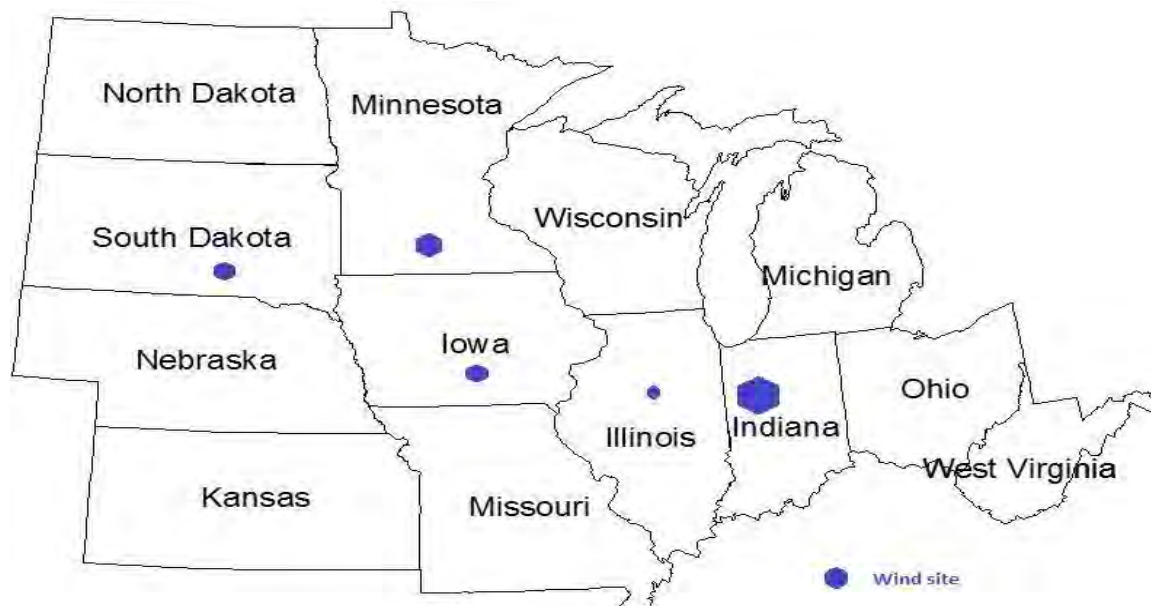 North Dakota
Minnesota
South Dakota
Wisconsin
Michigan
Nebraska
Iowa
Ohio
Illinois
Indiana
West Virginia
Kansas
Missouri
Wind site